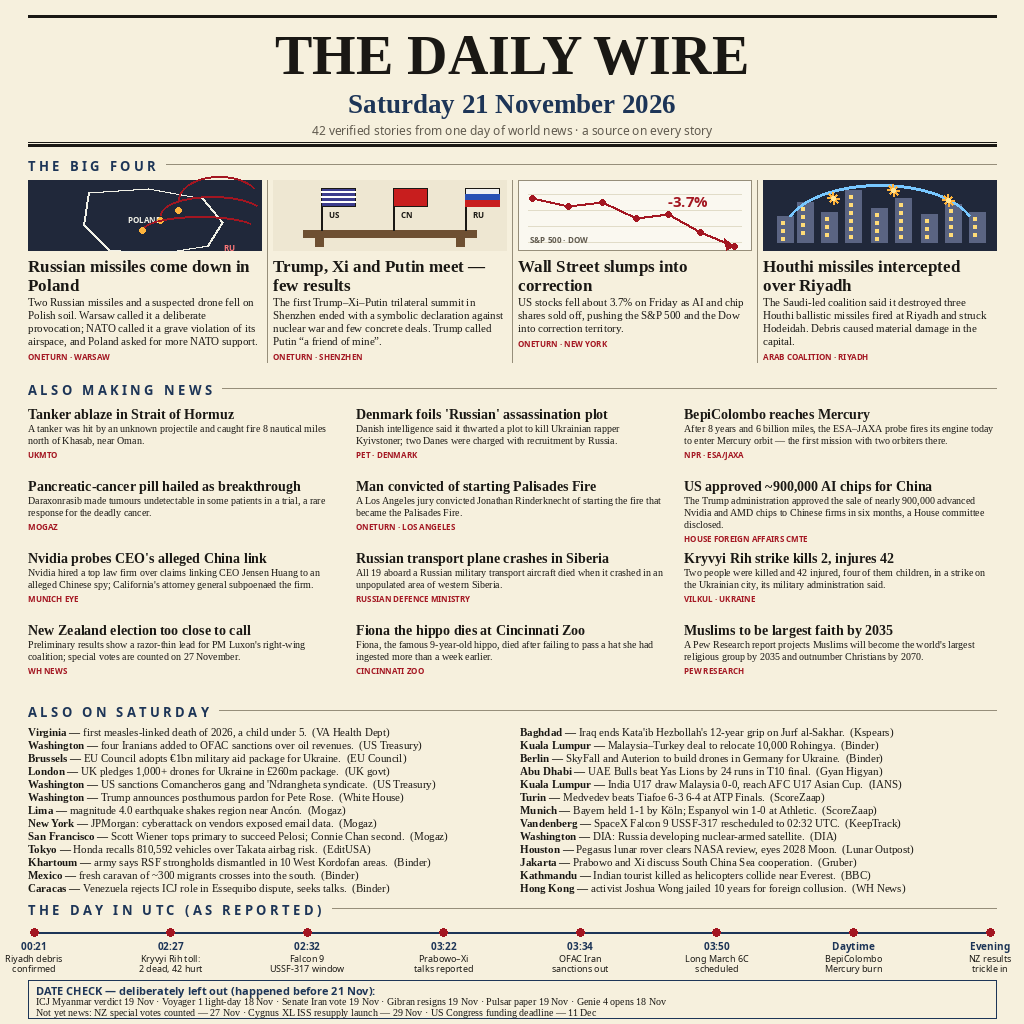 THE DAILY WIRE
Saturday 21 November 2026
42 verified stories from one day of world news · a source on every story
THE BIG FOUR
POLAND
RU
US
CN
RU
-3.7%
S&P 500 · DOW
Russian missiles come down in
Poland
Two Russian missiles and a suspected drone fell on
Polish soil. Warsaw called it a deliberate
provocation; NATO called it a grave violation of its
airspace, and Poland asked for more NATO support.
ONETURN · WARSAW
Trump, Xi and Putin meet —
few results
The first Trump–Xi–Putin trilateral summit in
Shenzhen ended with a symbolic declaration against
nuclear war and few concrete deals. Trump called
Putin “a friend of mine”.
ONETURN · SHENZHEN
Wall Street slumps into
correction
US stocks fell about 3.7% on Friday as AI and chip
shares sold off, pushing the S&P 500 and the Dow
into correction territory.
ONETURN · NEW YORK
Houthi missiles intercepted
over Riyadh
The Saudi-led coalition said it destroyed three
Houthi ballistic missiles fired at Riyadh and struck
Hodeidah. Debris caused material damage in the
capital.
ARAB COALITION · RIYADH
ALSO MAKING NEWS
Tanker ablaze in Strait of Hormuz
A tanker was hit by an unknown projectile and caught fire 8 nautical miles
north of Khasab, near Oman.
UKMTO
Denmark foils 'Russian' assassination plot
Danish intelligence said it thwarted a plot to kill Ukrainian rapper
Kyivstoner; two Danes were charged with recruitment by Russia.
PET · DENMARK
BepiColombo reaches Mercury
After 8 years and 6 billion miles, the ESA–JAXA probe fires its engine today
to enter Mercury orbit — the first mission with two orbiters there.
NPR · ESA/JAXA
Pancreatic-cancer pill hailed as breakthrough
Daraxonrasib made tumours undetectable in some patients in a trial, a rare
response for the deadly cancer.
MOGAZ
Man convicted of starting Palisades Fire
A Los Angeles jury convicted Jonathan Rinderknecht of starting the fire that
became the Palisades Fire.
ONETURN · LOS ANGELES
US approved ~900,000 AI chips for China
The Trump administration approved the sale of nearly 900,000 advanced
Nvidia and AMD chips to Chinese firms in six months, a House committee
disclosed.
HOUSE FOREIGN AFFAIRS CMTE
Nvidia probes CEO's alleged China link
Nvidia hired a top law firm over claims linking CEO Jensen Huang to an
alleged Chinese spy; California's attorney general subpoenaed the firm.
MUNICH EYE
Russian transport plane crashes in Siberia
All 19 aboard a Russian military transport aircraft died when it crashed in an
unpopulated area of western Siberia.
RUSSIAN DEFENCE MINISTRY
Kryvyi Rih strike kills 2, injures 42
Two people were killed and 42 injured, four of them children, in a strike on
the Ukrainian city, its military administration said.
VILKUL · UKRAINE
New Zealand election too close to call
Preliminary results show a razor-thin lead for PM Luxon's right-wing
coalition; special votes are counted on 27 November.
WH NEWS
Fiona the hippo dies at Cincinnati Zoo
Fiona, the famous 9-year-old hippo, died after failing to pass a hat she had
ingested more than a week earlier.
CINCINNATI ZOO
Muslims to be largest faith by 2035
A Pew Research report projects Muslims will become the world's largest
religious group by 2035 and outnumber Christians by 2070.
PEW RESEARCH
ALSO ON SATURDAY
Virginia — first measles-linked death of 2026, a child under 5. (VA Health Dept)
Washington — four Iranians added to OFAC sanctions over oil revenues. (US Treasury)
Brussels — EU Council adopts €1bn military aid package for Ukraine. (EU Council)
London — UK pledges 1,000+ drones for Ukraine in £260m package. (UK govt)
Washington — US sanctions Comancheros gang and 'Ndrangheta syndicate. (US Treasury)
Washington — Trump announces posthumous pardon for Pete Rose. (White House)
Lima — magnitude 4.0 earthquake shakes region near Ancón. (Mogaz)
New York — JPMorgan: cyberattack on vendors exposed email data. (Mogaz)
San Francisco — Scott Wiener tops primary to succeed Pelosi; Connie Chan second. (Mogaz)
Tokyo — Honda recalls 810,592 vehicles over Takata airbag risk. (EditUSA)
Khartoum — army says RSF strongholds dismantled in 10 West Kordofan areas. (Binder)
Mexico — fresh caravan of ~300 migrants crosses into the south. (Binder)
Caracas — Venezuela rejects ICJ role in Essequibo dispute, seeks talks. (Binder)
Baghdad — Iraq ends Kata'ib Hezbollah's 12-year grip on Jurf al-Sakhar. (Kspears)
Kuala Lumpur — Malaysia–Turkey deal to relocate 10,000 Rohingya. (Binder)
Berlin — SkyFall and Auterion to build drones in Germany for Ukraine. (Binder)
Abu Dhabi — UAE Bulls beat Yas Lions by 24 runs in T10 final. (Gyan Higyan)
Kuala Lumpur — India U17 draw Malaysia 0-0, reach AFC U17 Asian Cup. (IANS)
Turin — Medvedev beats Tiafoe 6-3 6-4 at ATP Finals. (ScoreZaap)
Munich — Bayern held 1-1 by Köln; Espanyol win 1-0 at Athletic. (ScoreZaap)
Vandenberg — SpaceX Falcon 9 USSF-317 rescheduled to 02:32 UTC. (KeepTrack)
Washington — DIA: Russia developing nuclear-armed satellite. (DIA)
Houston — Pegasus lunar rover clears NASA review, eyes 2028 Moon. (Lunar Outpost)
Jakarta — Prabowo and Xi discuss South China Sea cooperation. (Gruber)
Kathmandu — Indian tourist killed as helicopters collide near Everest. (BBC)
Hong Kong — activist Joshua Wong jailed 10 years for foreign collusion. (WH News)
THE DAY IN UTC (AS REPORTED)
00:21
Riyadh debris
confirmed
02:27
Kryvyi Rih toll:
2 dead, 42 hurt
02:32
Falcon 9
USSF-317 window
03:22
Prabowo–Xi
talks reported
03:34
OFAC Iran
sanctions out
03:50
Long March 6C
scheduled
Daytime
BepiColombo
Mercury burn
Evening
NZ results
trickle in
DATE CHECK — deliberately left out (happened before 21 Nov):
ICJ Myanmar verdict 19 Nov · Voyager 1 light-day 18 Nov · Senate Iran vote 19 Nov · Gibran resigns 19 Nov · Pulsar paper 19 Nov · Genie 4 opens 18 Nov
Not yet news: NZ special votes counted — 27 Nov · Cygnus XL ISS resupply launch — 29 Nov · US Congress funding deadline — 11 Dec